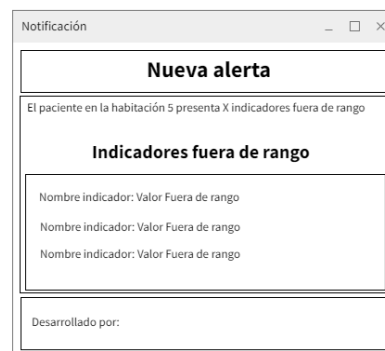 Notificación
Nueva alerta
El paciente en la habitación 5 presenta X indicadores fuera de rango
Indicadores fuera de rango
Nombre indicador: Valor Fuera de rango
Nombre indicador: Valor Fuera de rango
Nombre indicador: Valor Fuera de rango
Desarrollado por: